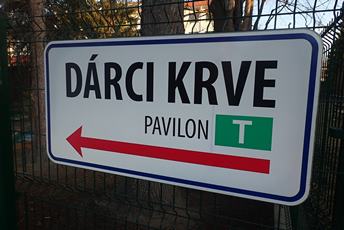 DÁRCI KRVE
PAVILON T